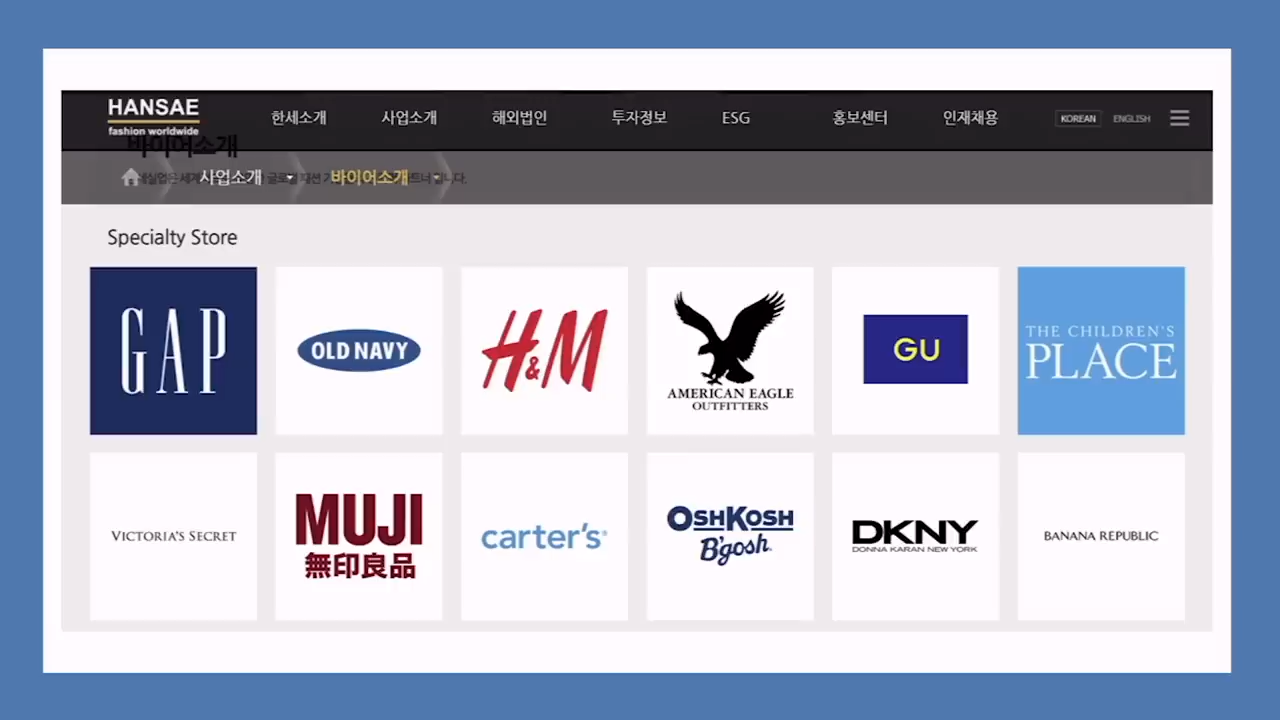 HANSAE
fashion worldwide
한세소개 사업소개 해외법인 투자정보 ESG 홍보센터 인재채용 KOREAN ENGLISH
바이어소개
사업소개 바이어소개
Specialty Store
GAP OLD NAVY H&M AMERICAN EAGLE OUTFITTERS GU THE CHILDREN'S PLACE
VICTORIA'S SECRET MUJI 無印良品 carter's® OSHKOSH B'gosh. DKNY DONNA KARAN NEW YORK BANANA REPUBLIC